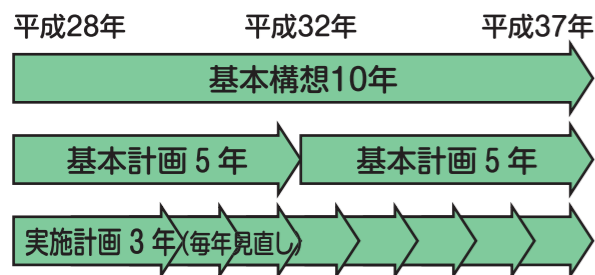 平成28年 平成32年 平成37年
基本構想10年
基本計画5年 基本計画5年
実施計画3年(毎年見直し)